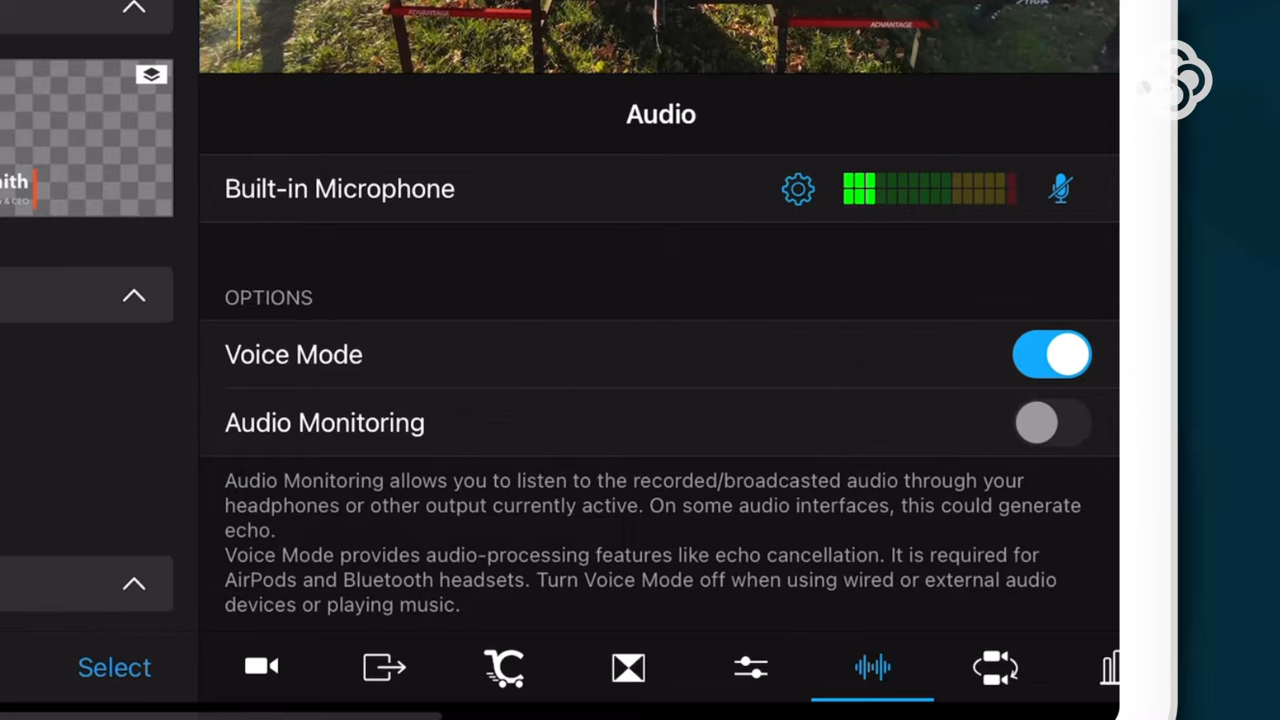 ADVANTAGE
ADVANTAGE
Audio
Built-in Microphone
OPTIONS
Voice Mode
Audio Monitoring
Audio Monitoring allows you to listen to the recorded/broadcasted audio through your
headphones or other output currently active. On some audio interfaces, this could generate
echo.
Voice Mode provides audio-processing features like echo cancellation. It is required for
AirPods and Bluetooth headsets. Turn Voice Mode off when using wired or external audio
devices or playing music.
ith
& CEO
Select